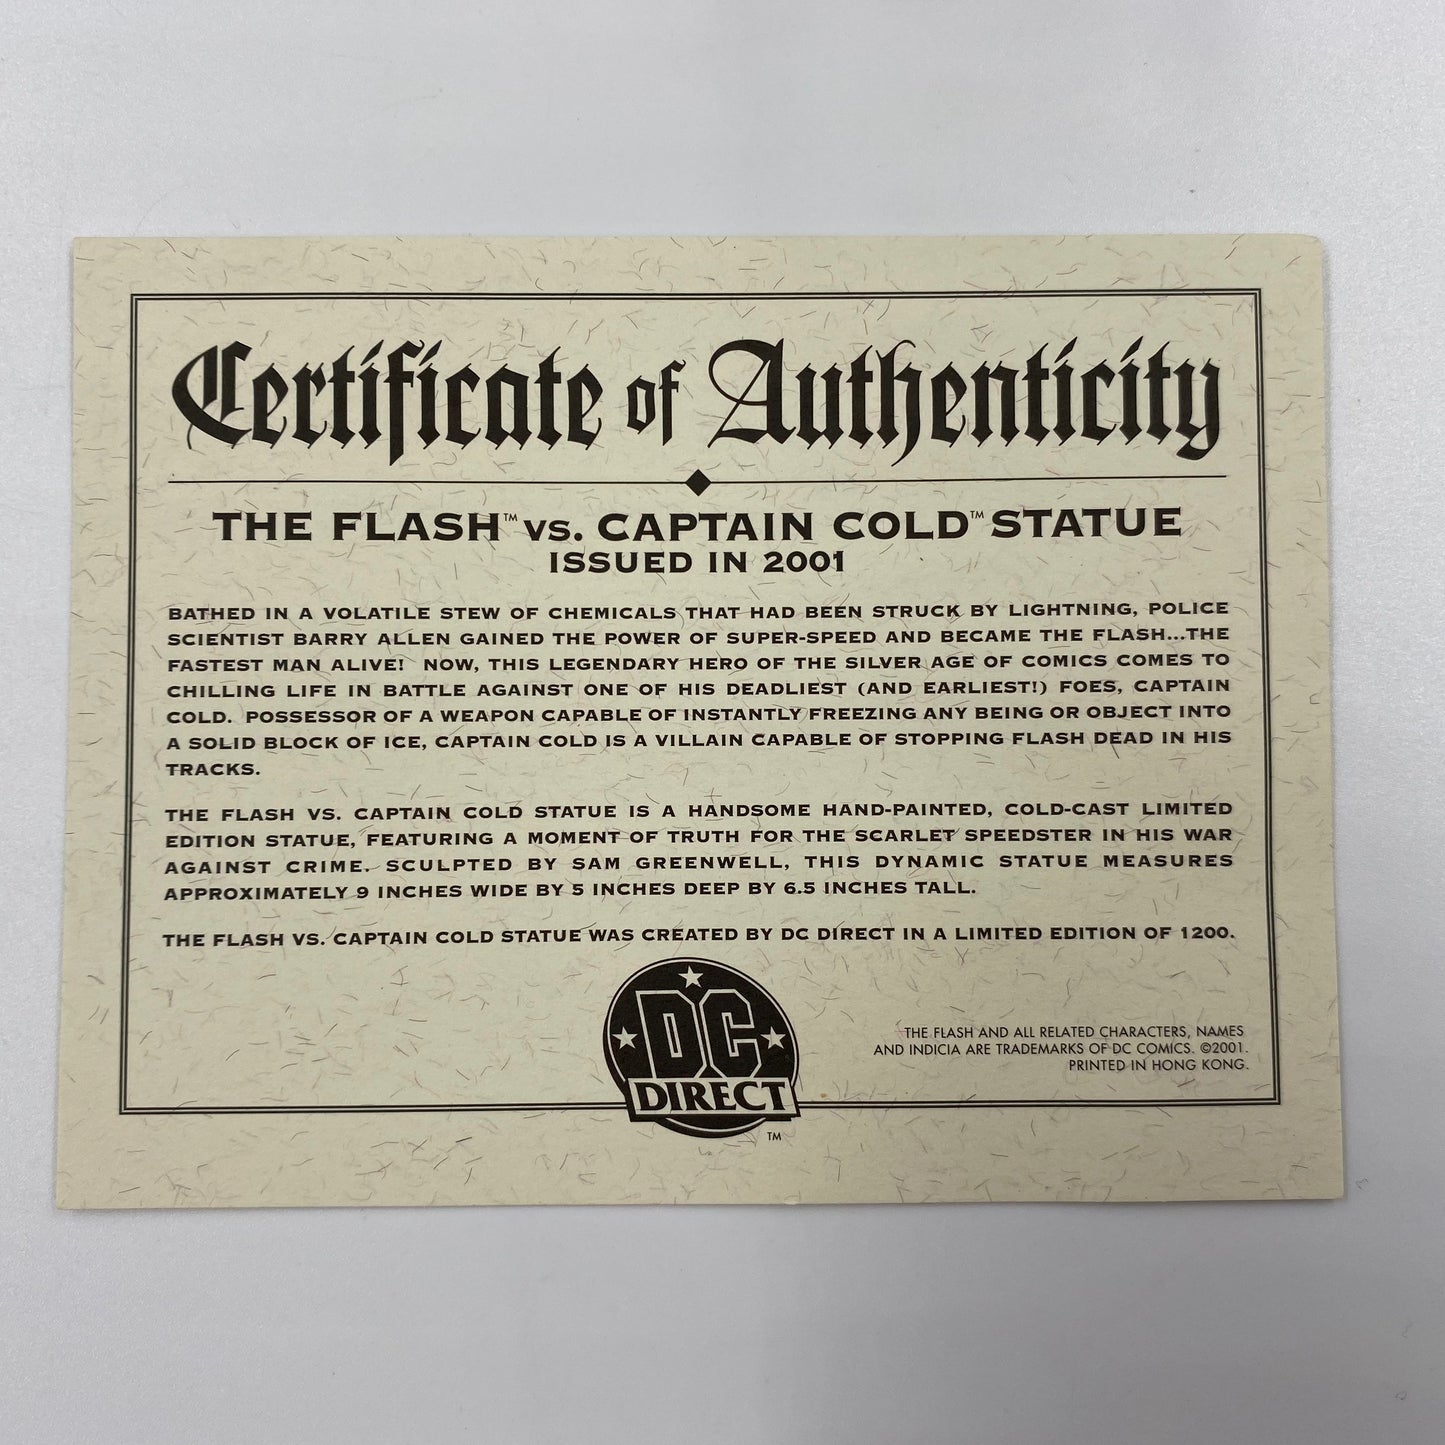 Certificate of Authenticity
THE FLASH™ VS. CAPTAIN COLD™ STATUE
ISSUED IN 2001
BATHED IN A VOLATILE STEW OF CHEMICALS THAT HAD BEEN STRUCK BY LIGHTNING, POLICE
SCIENTIST BARRY ALLEN GAINED THE POWER OF SUPER-SPEED AND BECAME THE FLASH...THE
FASTEST MAN ALIVE! NOW, THIS LEGENDARY HERO OF THE SILVER AGE OF COMICS COMES TO
CHILLING LIFE IN BATTLE AGAINST ONE OF HIS DEADLIEST (AND EARLIEST!) FOES, CAPTAIN
COLD. POSSESSOR OF A WEAPON CAPABLE OF INSTANTLY FREEZING ANY BEING OR OBJECT INTO
A SOLID BLOCK OF ICE, CAPTAIN COLD IS A VILLAIN CAPABLE OF STOPPING FLASH DEAD IN HIS
TRACKS.
THE FLASH VS. CAPTAIN COLD STATUE IS A HANDSOME HAND-PAINTED, COLD-CAST LIMITED
EDITION STATUE, FEATURING A MOMENT OF TRUTH FOR THE SCARLET SPEEDSTER IN HIS WAR
AGAINST CRIME. SCULPTED BY SAM GREENWELL, THIS DYNAMIC STATUE MEASURES
APPROXIMATELY 9 INCHES WIDE BY 5 INCHES DEEP BY 6.5 INCHES TALL.
THE FLASH VS. CAPTAIN COLD STATUE WAS CREATED BY DC DIRECT IN A LIMITED EDITION OF 1200.
DC
DIRECT
™
THE FLASH AND ALL RELATED CHARACTERS, NAMES
AND INDICIA ARE TRADEMARKS OF DC COMICS. ©2001.
PRINTED IN HONG KONG.